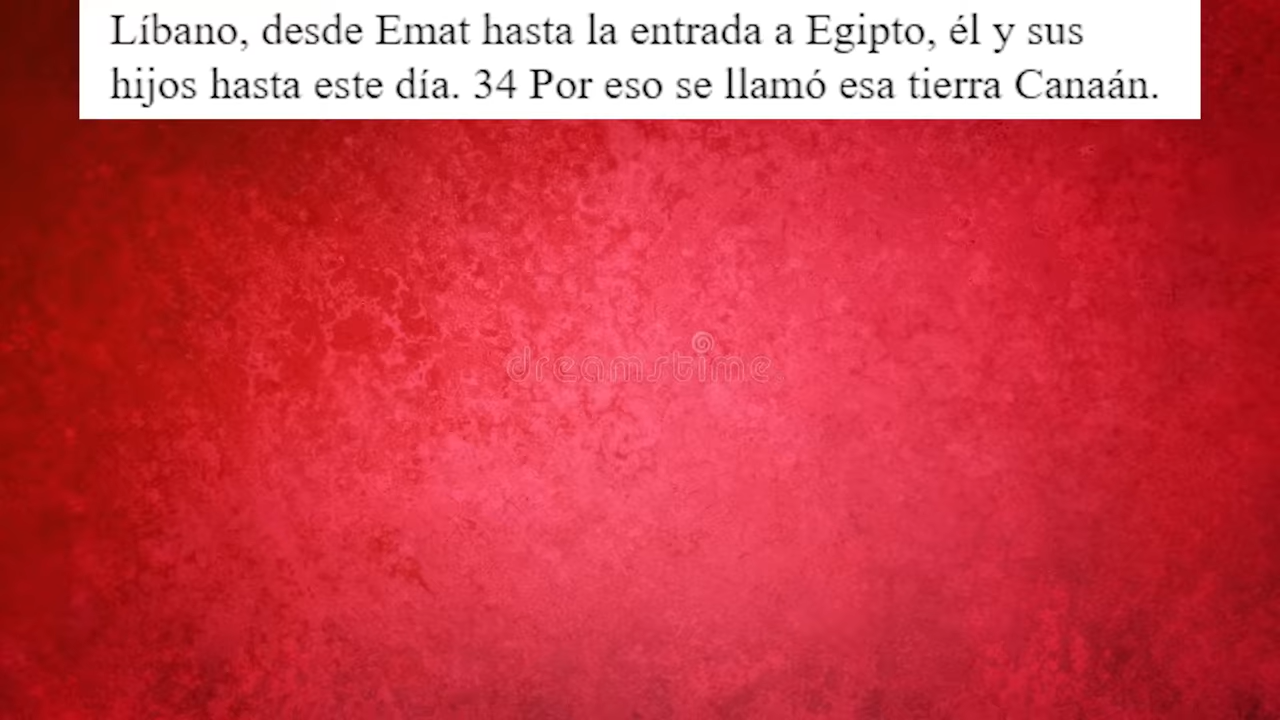 Líbano, desde Emat hasta la entrada a Egipto, él y sus
hijos hasta este día. 34 Por eso se llamó esa tierra Canaán.
dreamstime